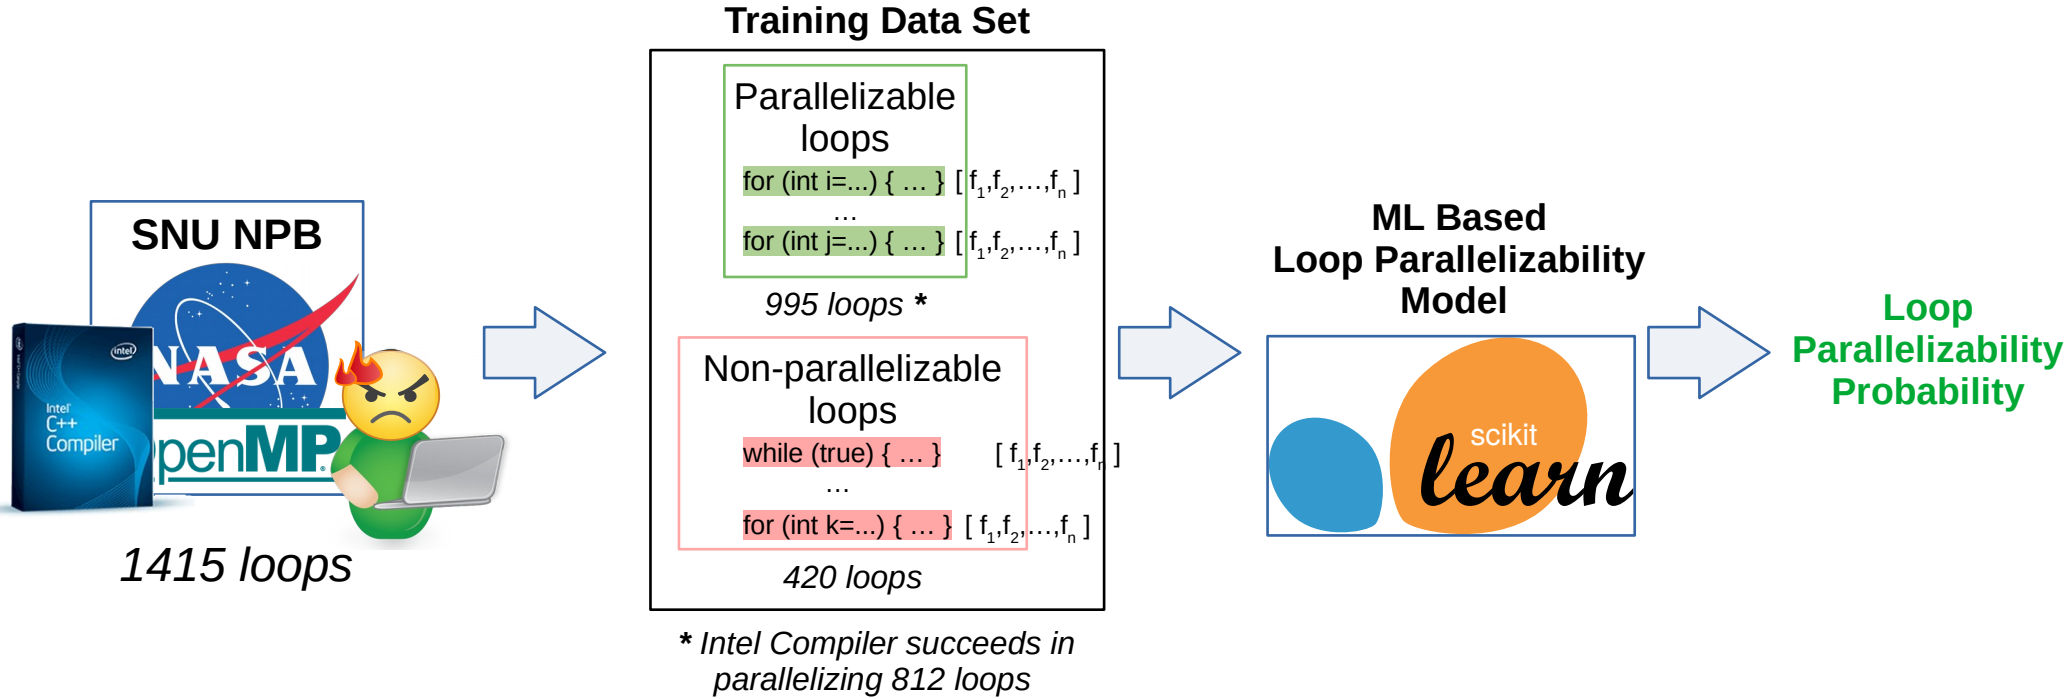 Training Data Set
Parallelizable
loops
for (int i=...) { … } [ f1,f2,…,fn ]
…
for (int j=...) { … } [ f1,f2,…,fn ]
995 loops *
Non-parallelizable
loops
while (true) { … } [ f1,f2,…,fn ]
…
for (int k=...) { … } [ f1,f2,…,fn ]
420 loops
* Intel Compiler succeeds in
parallelizing 812 loops
SNU NPB
NASA
intel
Intel
C++
Compiler
penMP
1415 loops
ML Based
Loop Parallelizability
Model
scikit
learn
Loop
Parallelizability
Probability